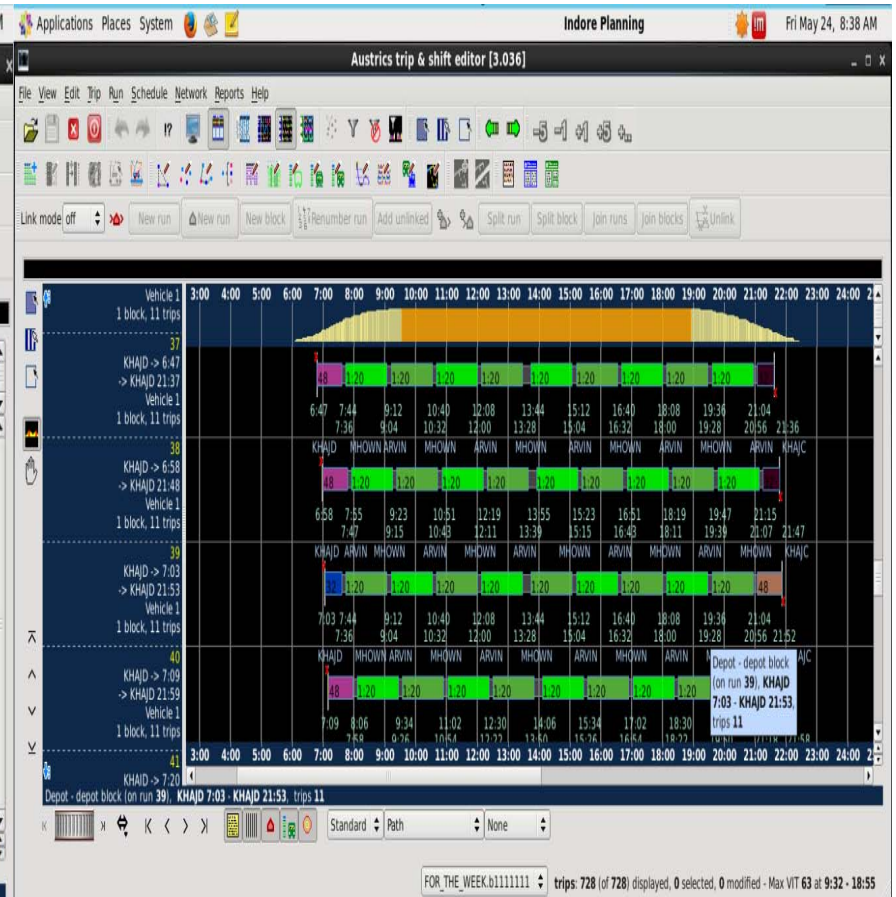 Applications Places System
Indore Planning
Fri May 24, 8:38 AM
Austrics trip & shift editor [3.036]
File View Edit Trip Run Schedule Network Reports Help
Link mode off New run New run New block Renumber run Add unlinked Split run Split block Join runs Join blocks Unlink
3:00 4:00 5:00 6:00 7:00 8:00 9:00 10:00 11:00 12:00 13:00 14:00 15:00 16:00 17:00 18:00 19:00 20:00 21:00 22:00 23:00 24:00
Vehicle 1
1 block, 11 trips
37
KHAJD -> 6:47
-> KHAJD 21:37
Vehicle 1
1 block, 11 trips
48 1:20 1:20 1:20 1:20 1:20 1:20 1:20 1:20 1:20
6:47 7:44 9:12 10:40 12:08 13:44 15:12 16:40 18:08 19:36 21:04
7:36 9:04 10:32 12:00 13:28 15:04 16:32 18:00 19:28 20:56 21:36
38
KHAJD -> 6:58
-> KHAJD 21:48
Vehicle 1
1 block, 11 trips
KHAJD MHOWN ARVIN MHOWN ARVIN MHOWN ARVIN MHOWN ARVIN MHOWN ARVIN KHAJC
48 1:20 1:20 1:20 1:20 1:20 1:20 1:20 1:20 1:20
6:58 7:55 9:23 10:51 12:19 13:55 15:23 16:51 18:19 19:47 21:15
7:47 9:15 10:43 12:11 13:39 15:15 16:43 18:11 19:39 21:07 21:47
39
KHAJD -> 7:03
-> KHAJD 21:53
Vehicle 1
1 block, 11 trips
KHAJD ARVIN MHOWN ARVIN MHOWN ARVIN MHOWN ARVIN MHOWN ARVIN MHOWN KHAJC
32 1:20 1:20 1:20 1:20 1:20 1:20 1:20 1:20 1:20 48
7:03 7:44 9:12 10:40 12:08 13:44 15:12 16:40 18:08 19:36 21:04
7:36 9:04 10:32 12:00 13:28 15:04 16:32 18:00 19:28 20:56 21:52
40
KHAJD -> 7:09
-> KHAJD 21:59
Vehicle 1
1 block, 11 trips
KHAJD MHOWN ARVIN MHOWN ARVIN MHOWN ARVIN MHOWN ARVIN
48 1:20 1:20 1:20 1:20 1:20 1:20 1:20 1:20
7:09 8:06 9:34 11:02 12:30 14:06 15:34 17:02 18:30
Depot - depot block
(on run 39), KHAJD
7:03 - KHAJD 21:53,
trips 11
41
KHAJD -> 7:20
3:00 4:00 5:00 6:00 7:00 8:00 9:00 10:00 11:00 12:00 13:00 14:00 15:00 16:00 17:00 18:00 19:00 20:00 21:00 22:00 23:00 24:00
Depot - depot block (on run 39), KHAJD 7:03 - KHAJD 21:53, trips 11
Standard Path None
FOR_THE_WEEK.b1111111 trips: 728 (of 728) displayed, 0 selected, 0 modified - Max VIT 63 at 9:32 - 18:55